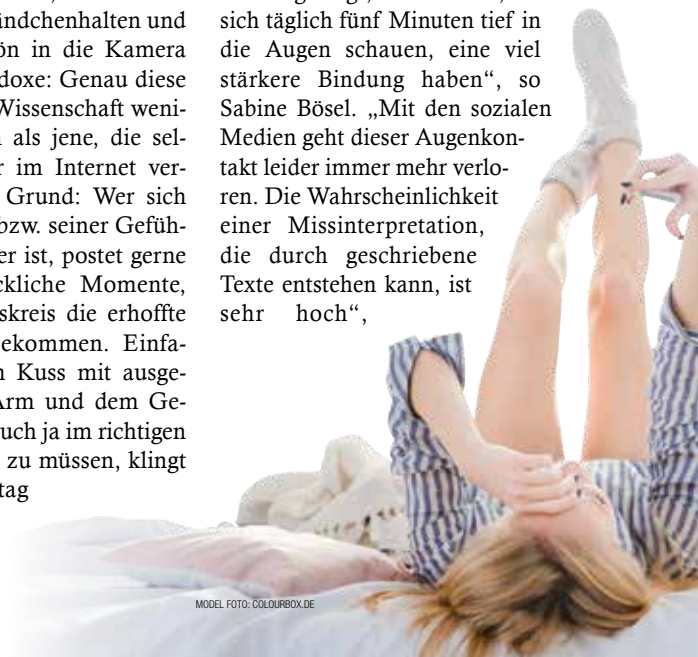 ändchenhalten und
ön in die Kamera
doxe: Genau diese
Wissenschaft weni-
als jene, die sel-
r im Internet ver-
Grund: Wer sich
bzw. seiner Gefüh-
er ist, postet gerne
ckliche Momente,
skreis die erhoffte
ekommen. Einfa-
n Kuss mit ausge-
Arm und dem Ge-
uch ja im richtigen
zu müssen, klingt
tag
sich täglich fünf Minuten tief in
die Augen schauen, eine viel
stärkere Bindung haben“, so
Sabine Bösel. „Mit den sozialen
Medien geht dieser Augenkon-
takt leider immer mehr verlo-
ren. Die Wahrscheinlichkeit
einer Missinterpretation,
die durch geschriebene
Texte entstehen kann, ist
sehr hoch“,
MODEL FOTO: COLOURBOX.DE